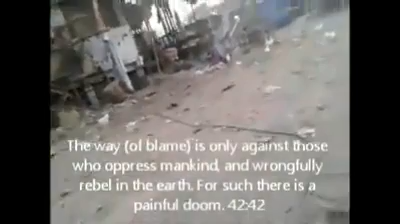 The way (of blame) is only against those
who oppress mankind, and wrongfully
rebel in the earth. For such there is a
painful doom. 42:42